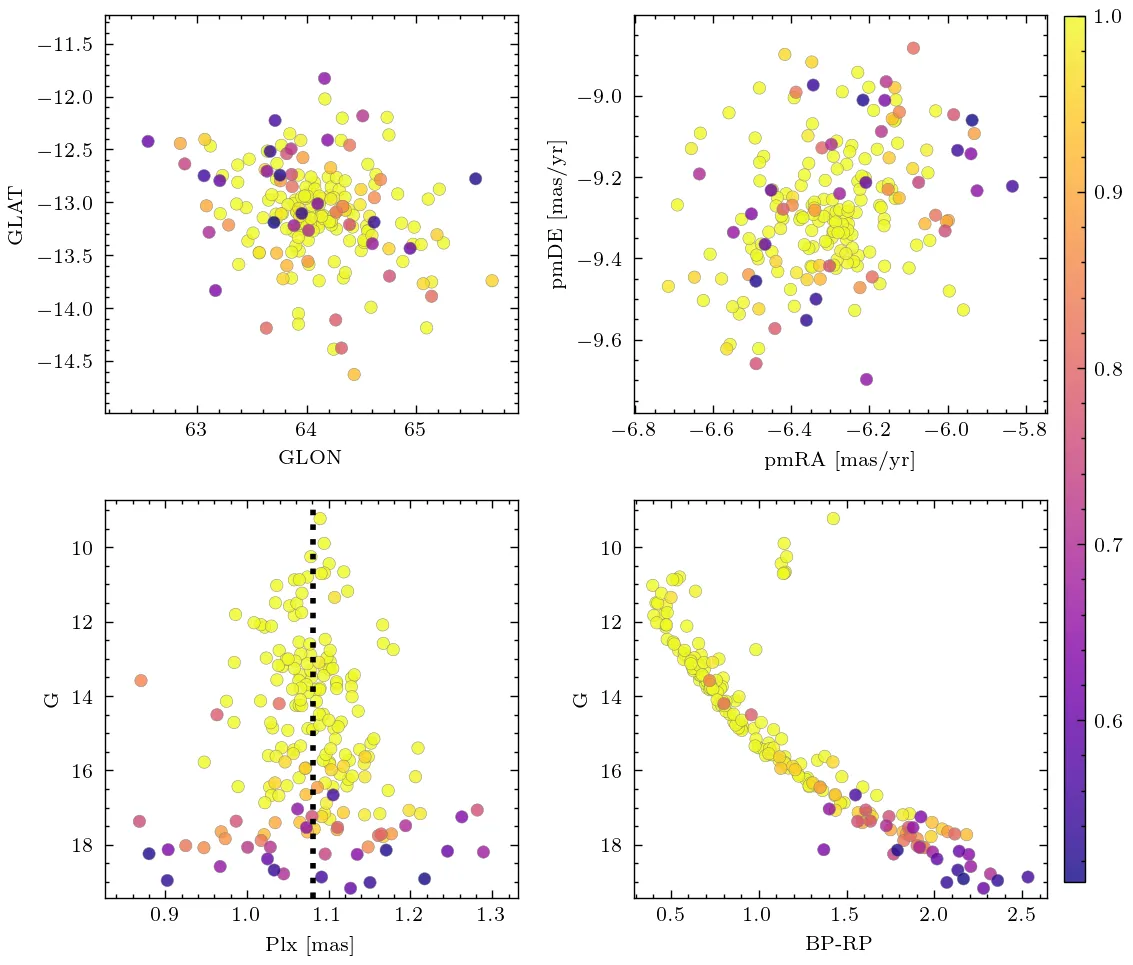 −11.5
−12.0
−12.5
−13.0
−13.5
−14.0
−14.5
GLAT
63 64 65
GLON
−9.0
−9.2
−9.4
−9.6
pmDE [mas/yr]
−6.8 −6.6 −6.4 −6.2 −6.0 −5.8
pmRA [mas/yr]
10
12
14
16
18
G
0.9 1.0 1.1 1.2 1.3
Plx [mas]
10
12
14
16
18
G
0.5 1.0 1.5 2.0 2.5
BP-RP
1.0
0.9
0.8
0.7
0.6